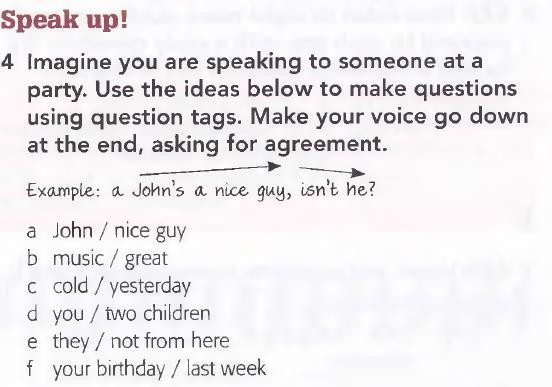 Speak up!
4 Imagine you are speaking to someone at a
party. Use the ideas below to make questions
using question tags. Make your voice go down
at the end, asking for agreement.
Example: a John's a nice guy, isn't he?
a John / nice guy
b music / great
c cold / yesterday
d you / two children
e they / not from here
f your birthday / last week